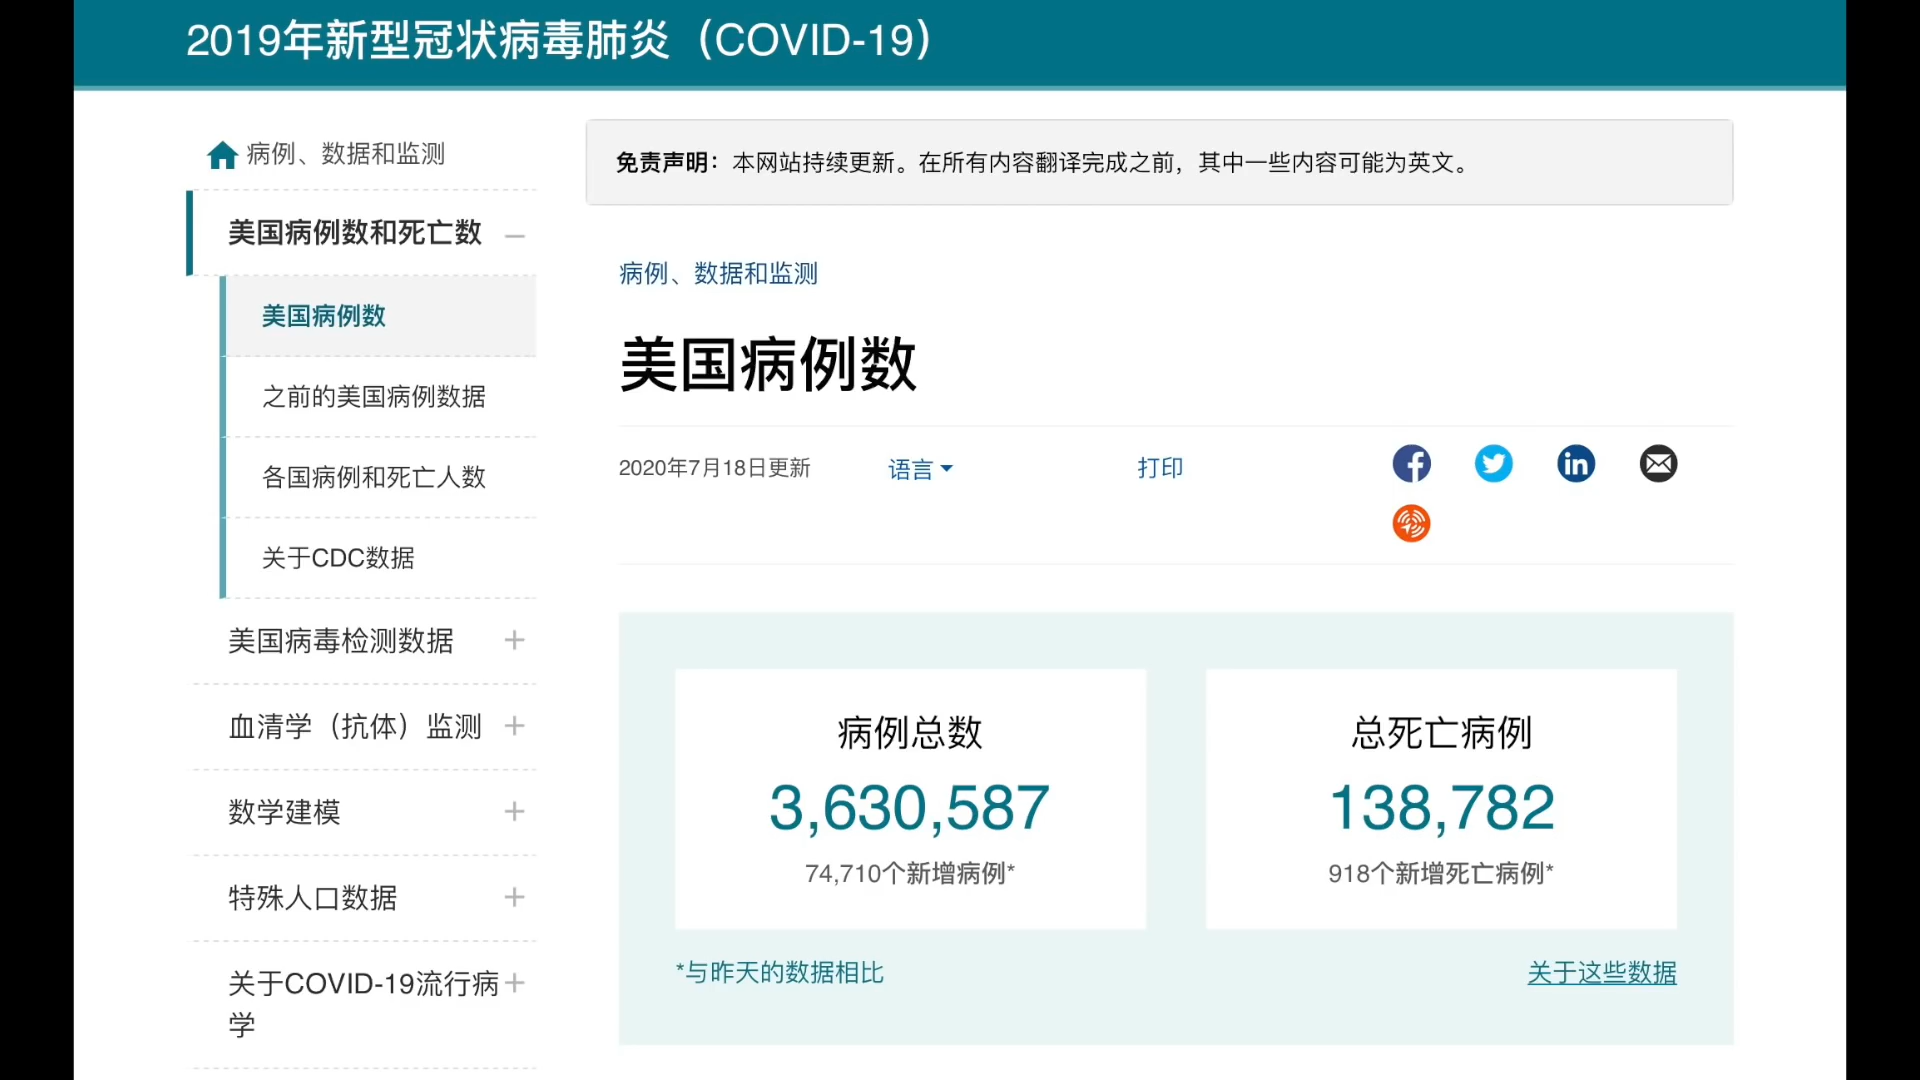 2019年新型冠状病毒肺炎（COVID-19）
病例、数据和监测
美国病例数和死亡数
美国病例数
之前的美国病例数据
各国病例和死亡人数
关于CDC数据
美国病毒检测数据
血清学（抗体）监测
数学建模
特殊人口数据
关于COVID-19流行病
学
免责声明：本网站持续更新。在所有内容翻译完成之前，其中一些内容可能为英文。
病例、数据和监测
美国病例数
2020年7月18日更新
语言
打印
病例总数
3,630,587
74,710个新增病例*
总死亡病例
138,782
918个新增死亡病例*
*与昨天的数据相比
关于这些数据